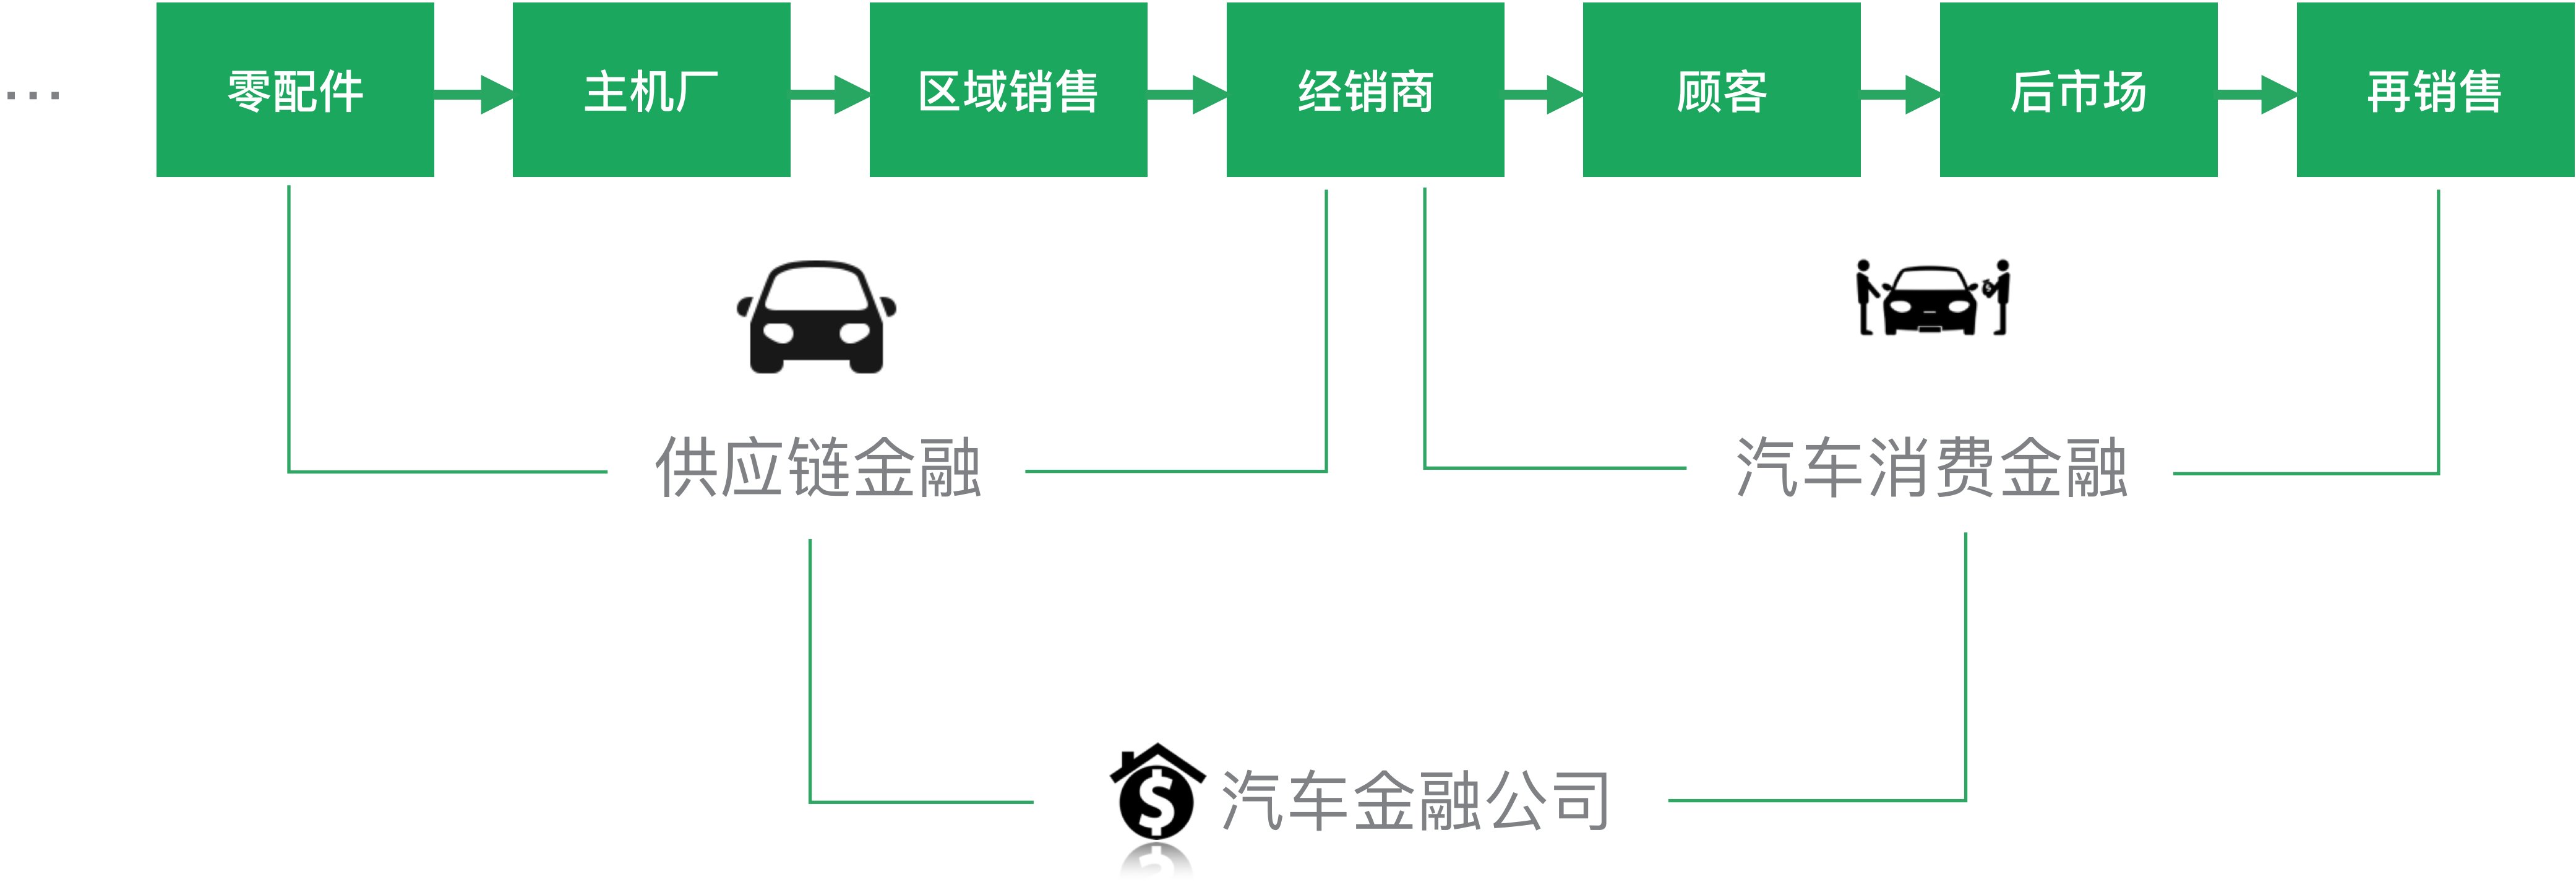 ...
零配件
主机厂
区域销售
经销商
顾客
后市场
再销售
供应链金融
汽车消费金融
汽车金融公司